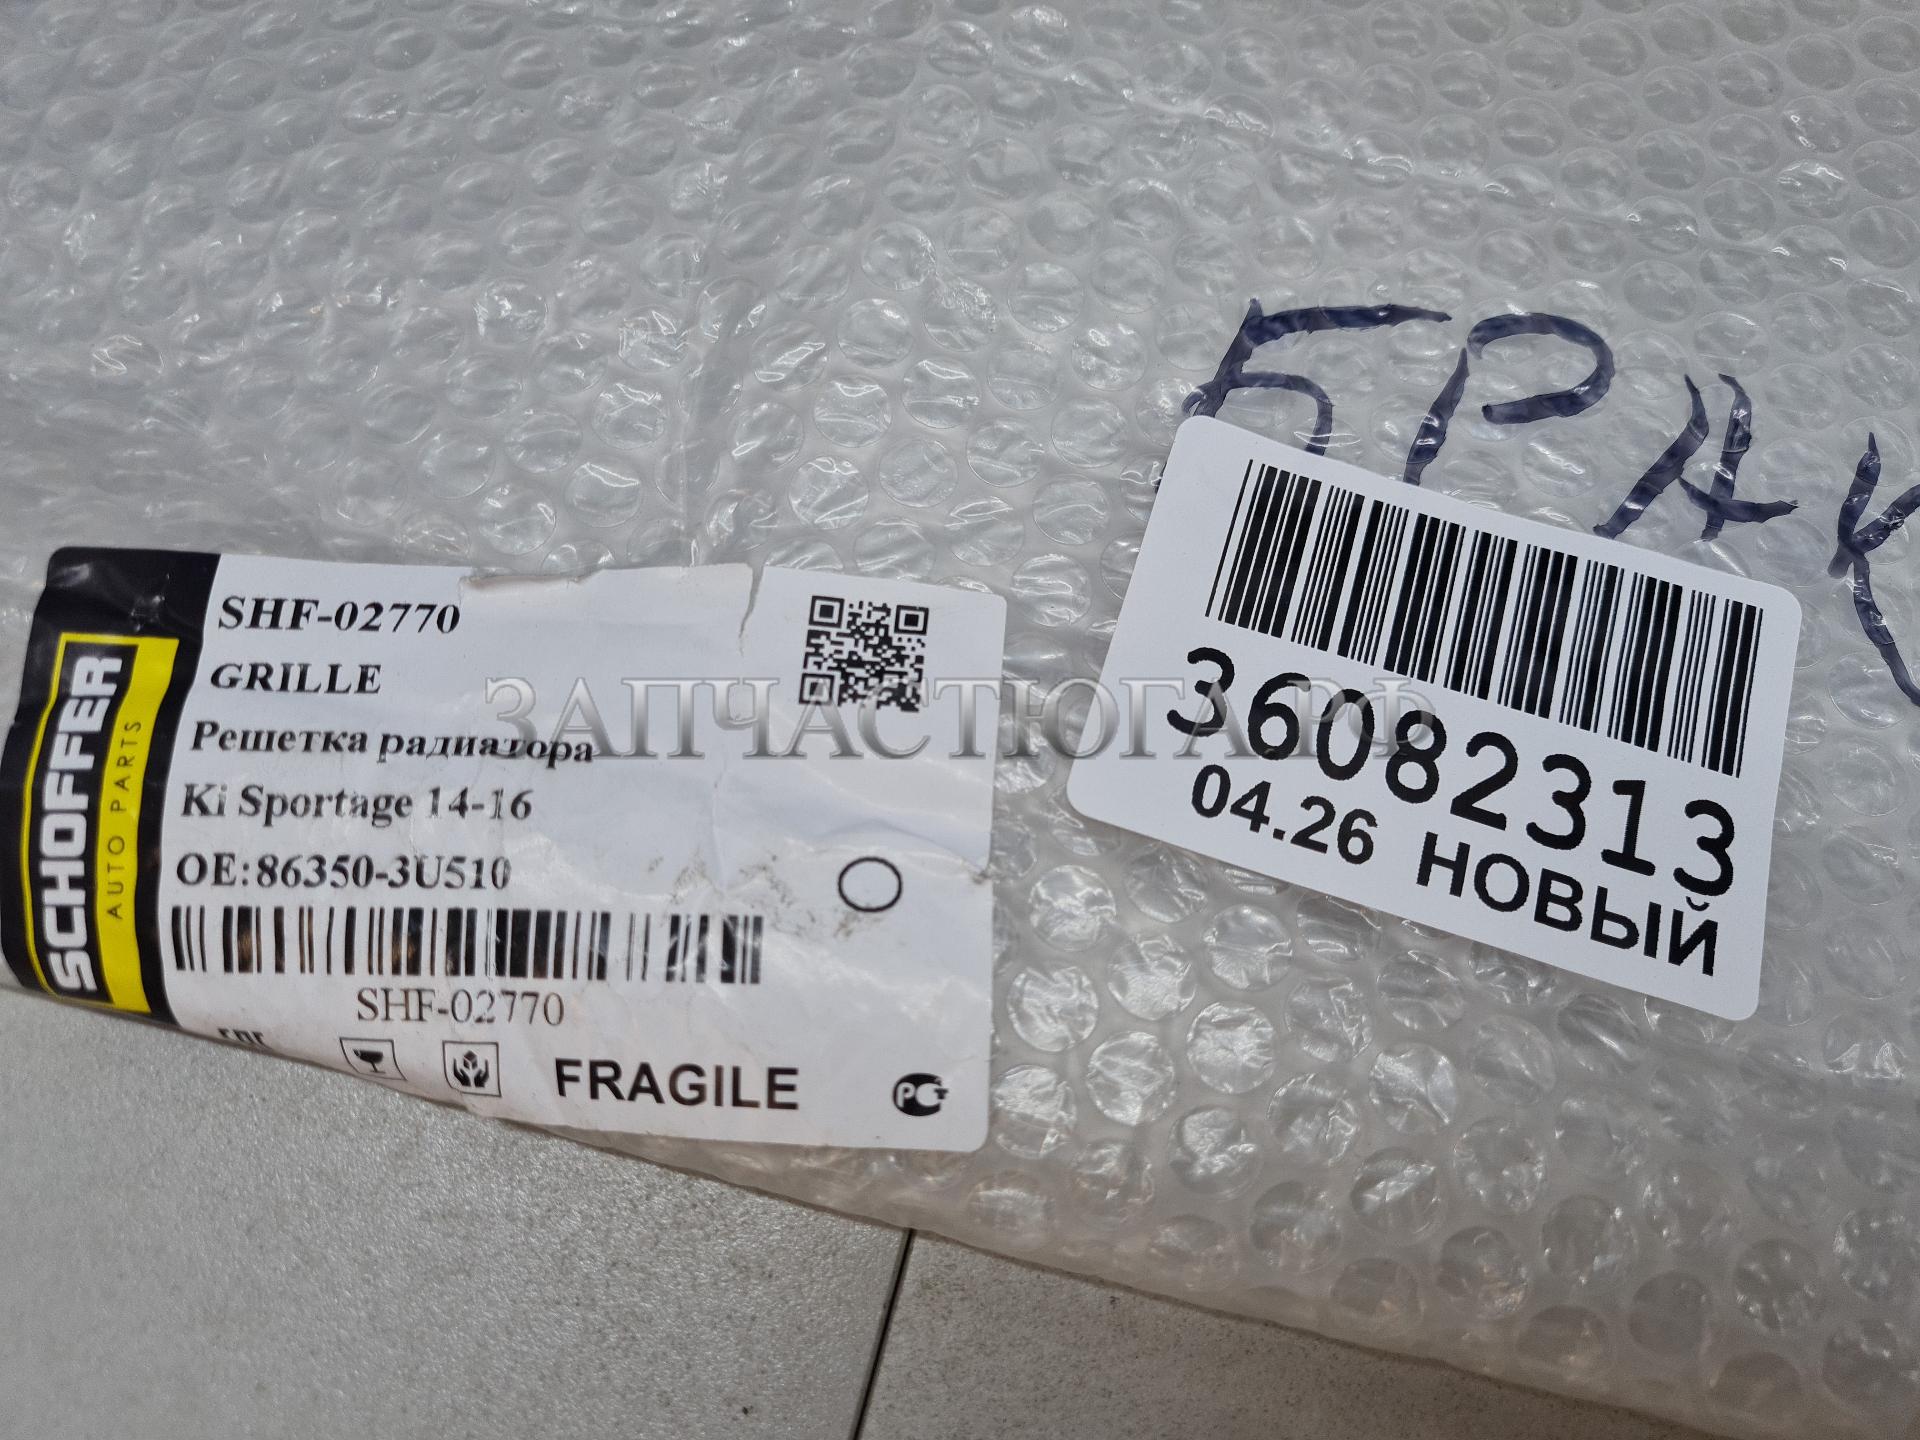 БРАК
SCHOFFER
AUTO PARTS
SHF-02770
GRILLE
Решетка радиатора
Ki Sportage 14-16
OE:86350-3U510
SHF-02770
FRAGILE
РСТ
36082313
04.26 НОВЫЙ
ЗАПЧАСТЮГА.РФ